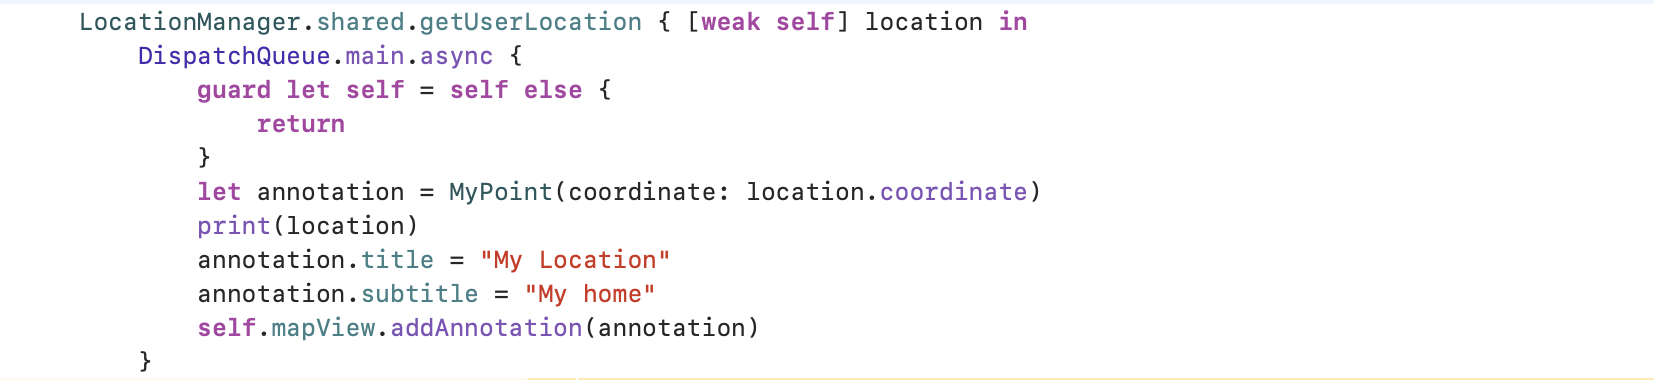 LocationManager.shared.getUserLocation { [weak self] location in
DispatchQueue.main.async {
guard let self = self else {
return
}
let annotation = MyPoint(coordinate: location.coordinate)
print(location)
annotation.title = "My Location"
annotation.subtitle = "My home"
self.mapView.addAnnotation(annotation)
}